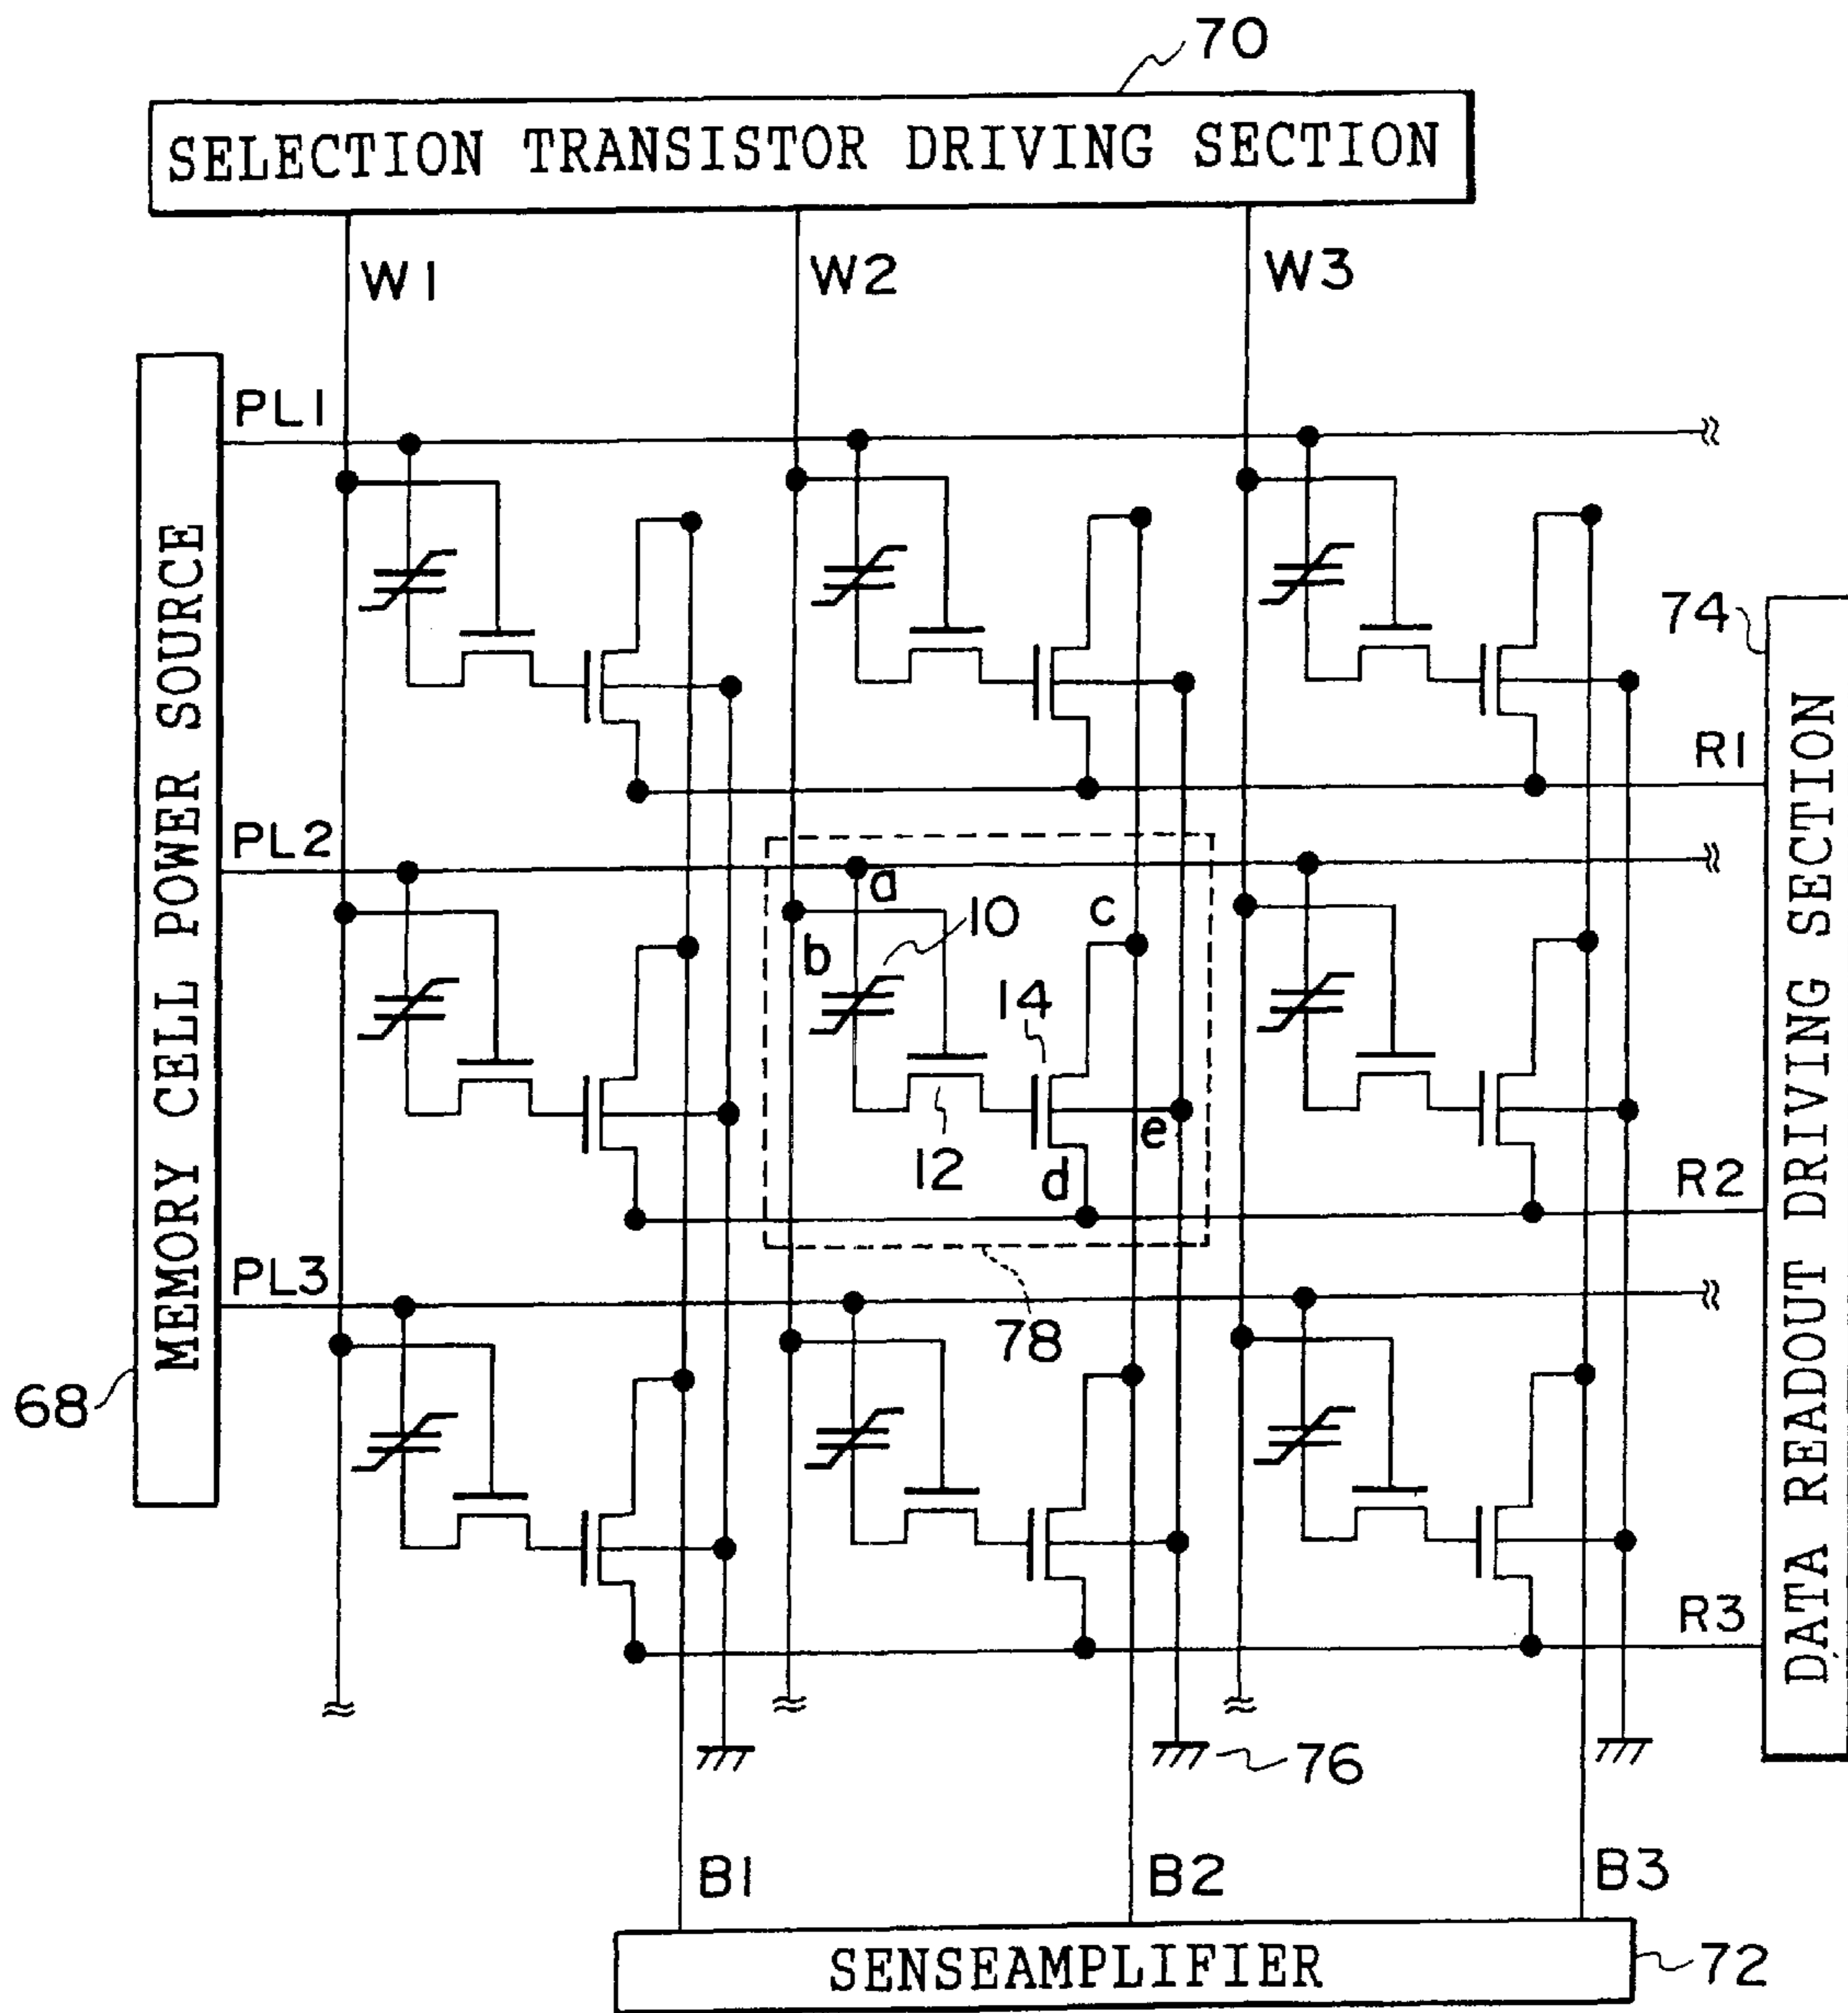 70
SELECTION TRANSISTOR DRIVING SECTION
W1
W2
W3
PL1
MEMORY CELL POWER SOURCE
74
DATA READOUT DRIVING SECTION
R1
PL2
a
10
c
b
14
e
12
d
R2
PL3
78
68
R3
76
B1
B2
B3
SENSEAMPLIFIER
72